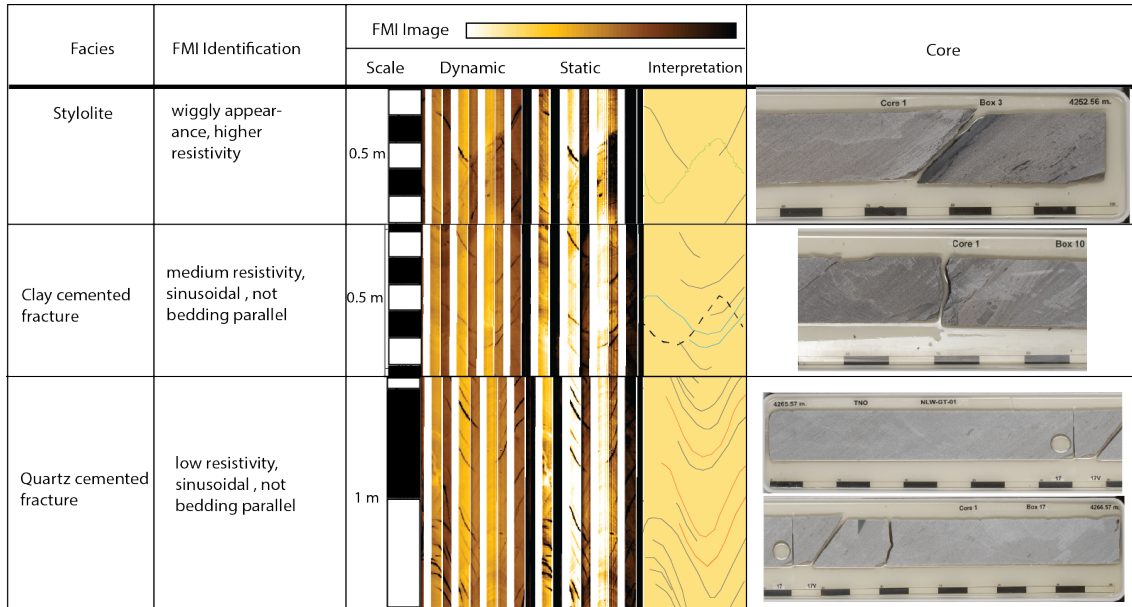 Facies
FMI Identification
FMI Image
Scale
Dynamic
Static
Interpretation
Core
Stylolite
wiggly appear-
ance, higher
resistivity
0.5 m
Core 1
Box 3
4252.56 m.
Clay cemented
fracture
medium resistivity,
sinusoidal , not
bedding parallel
0.5 m
Core 1
Box 10
Quartz cemented
fracture
low resistivity,
sinusoidal , not
bedding parallel
1 m
4265.57 m.
TNO
NLW-GT-01
17
17V
Core 1
Box 17
4266.57 m.
17
17V